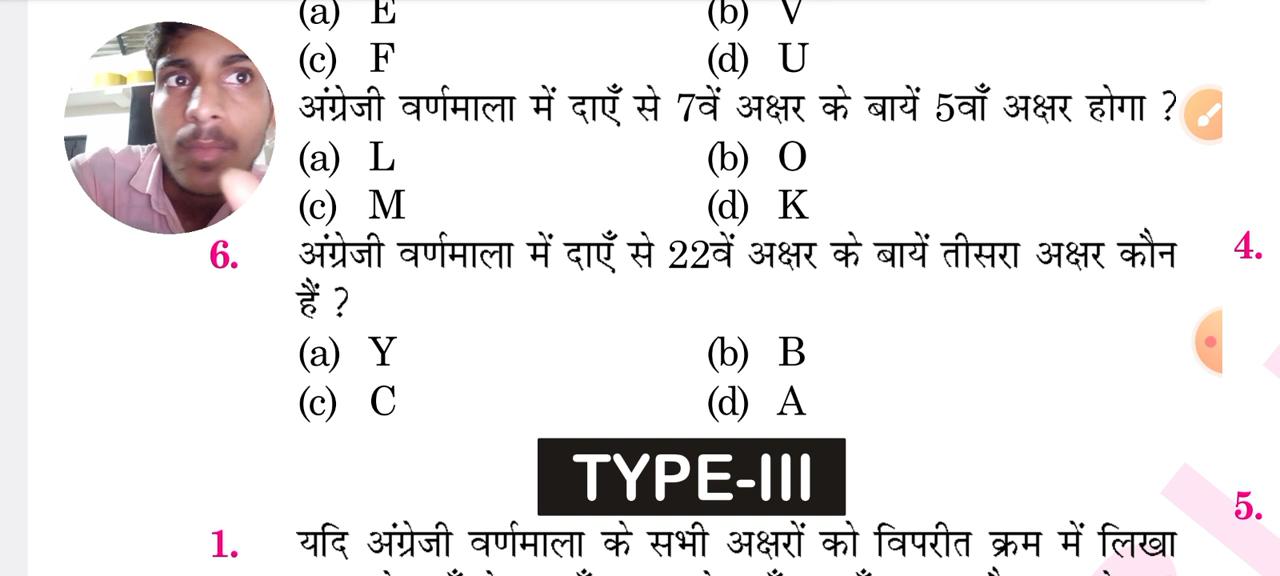 (a) E (b) V
(c) F (d) U
अंग्रेजी वर्णमाला में दाएँ से 7वें अक्षर के बायें 5वाँ अक्षर होगा ?
(a) L (b) O
(c) M (d) K
6. अंग्रेजी वर्णमाला में दाएँ से 22वें अक्षर के बायें तीसरा अक्षर कौन
हैं ?
(a) Y (b) B
(c) C (d) A
TYPE-III
1. यदि अंग्रेजी वर्णमाला के सभी अक्षरों को विपरीत क्रम में लिखा
4.
5.